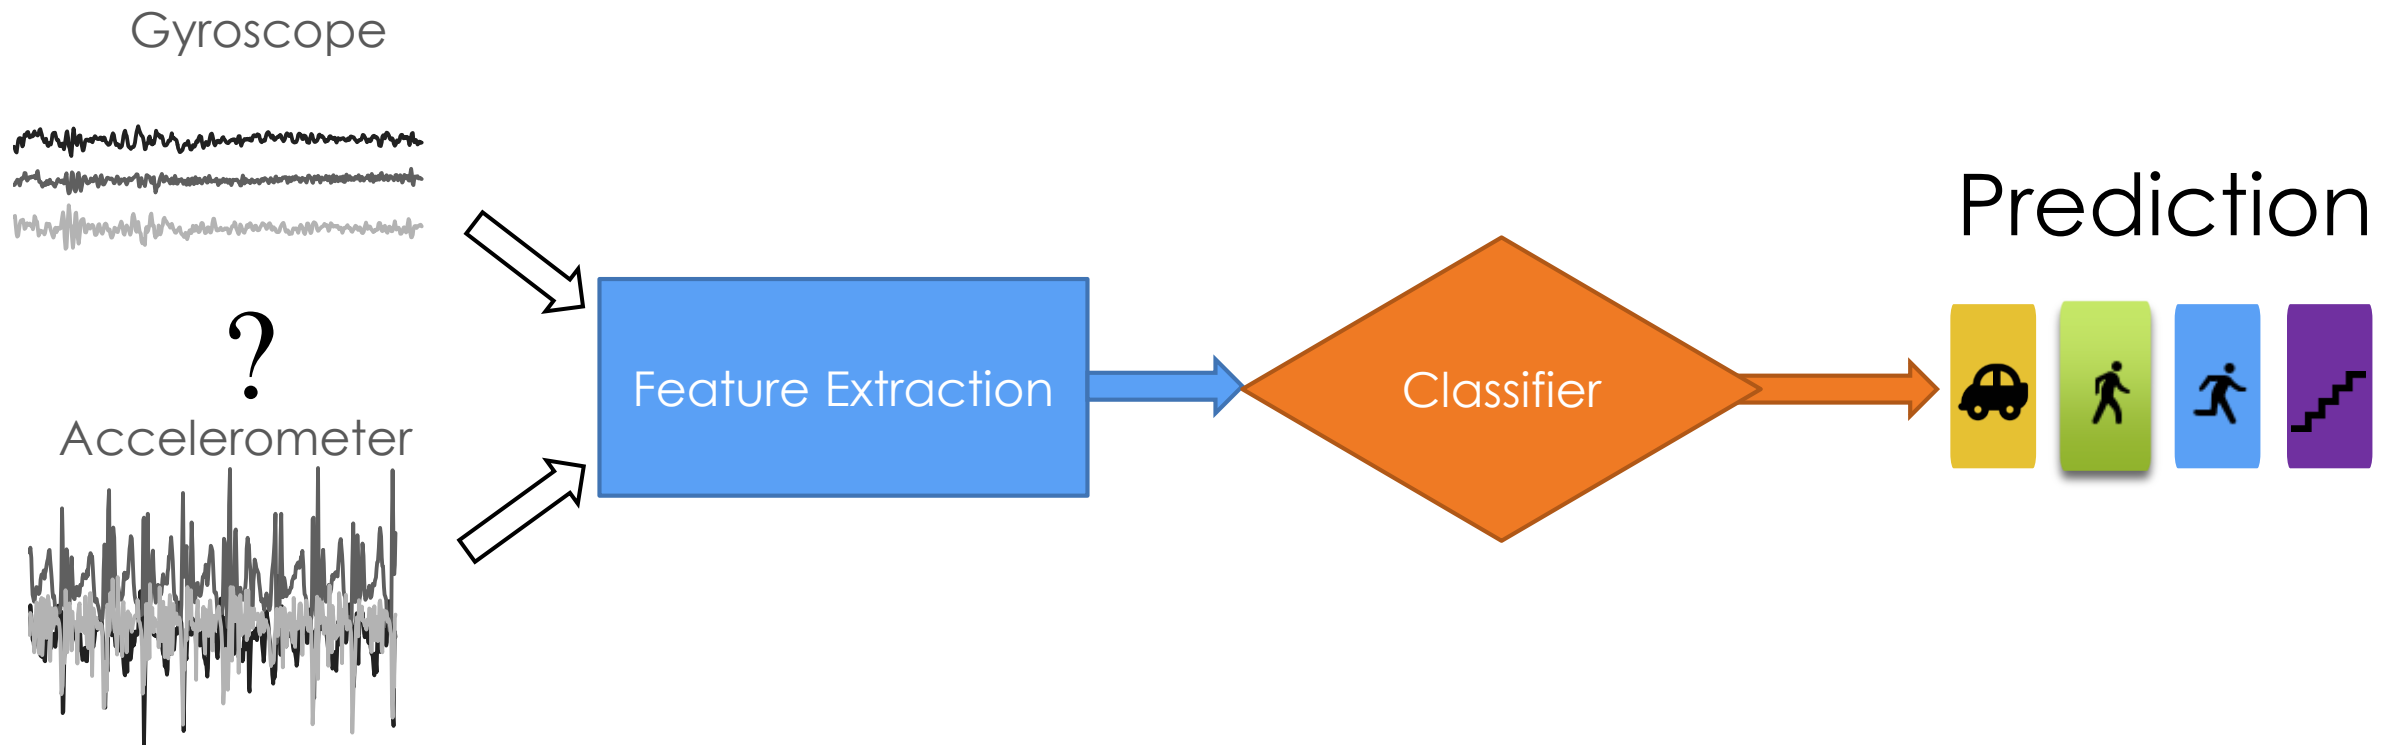 Gyroscope
?
Accelerometer
Feature Extraction
Classifier
Prediction